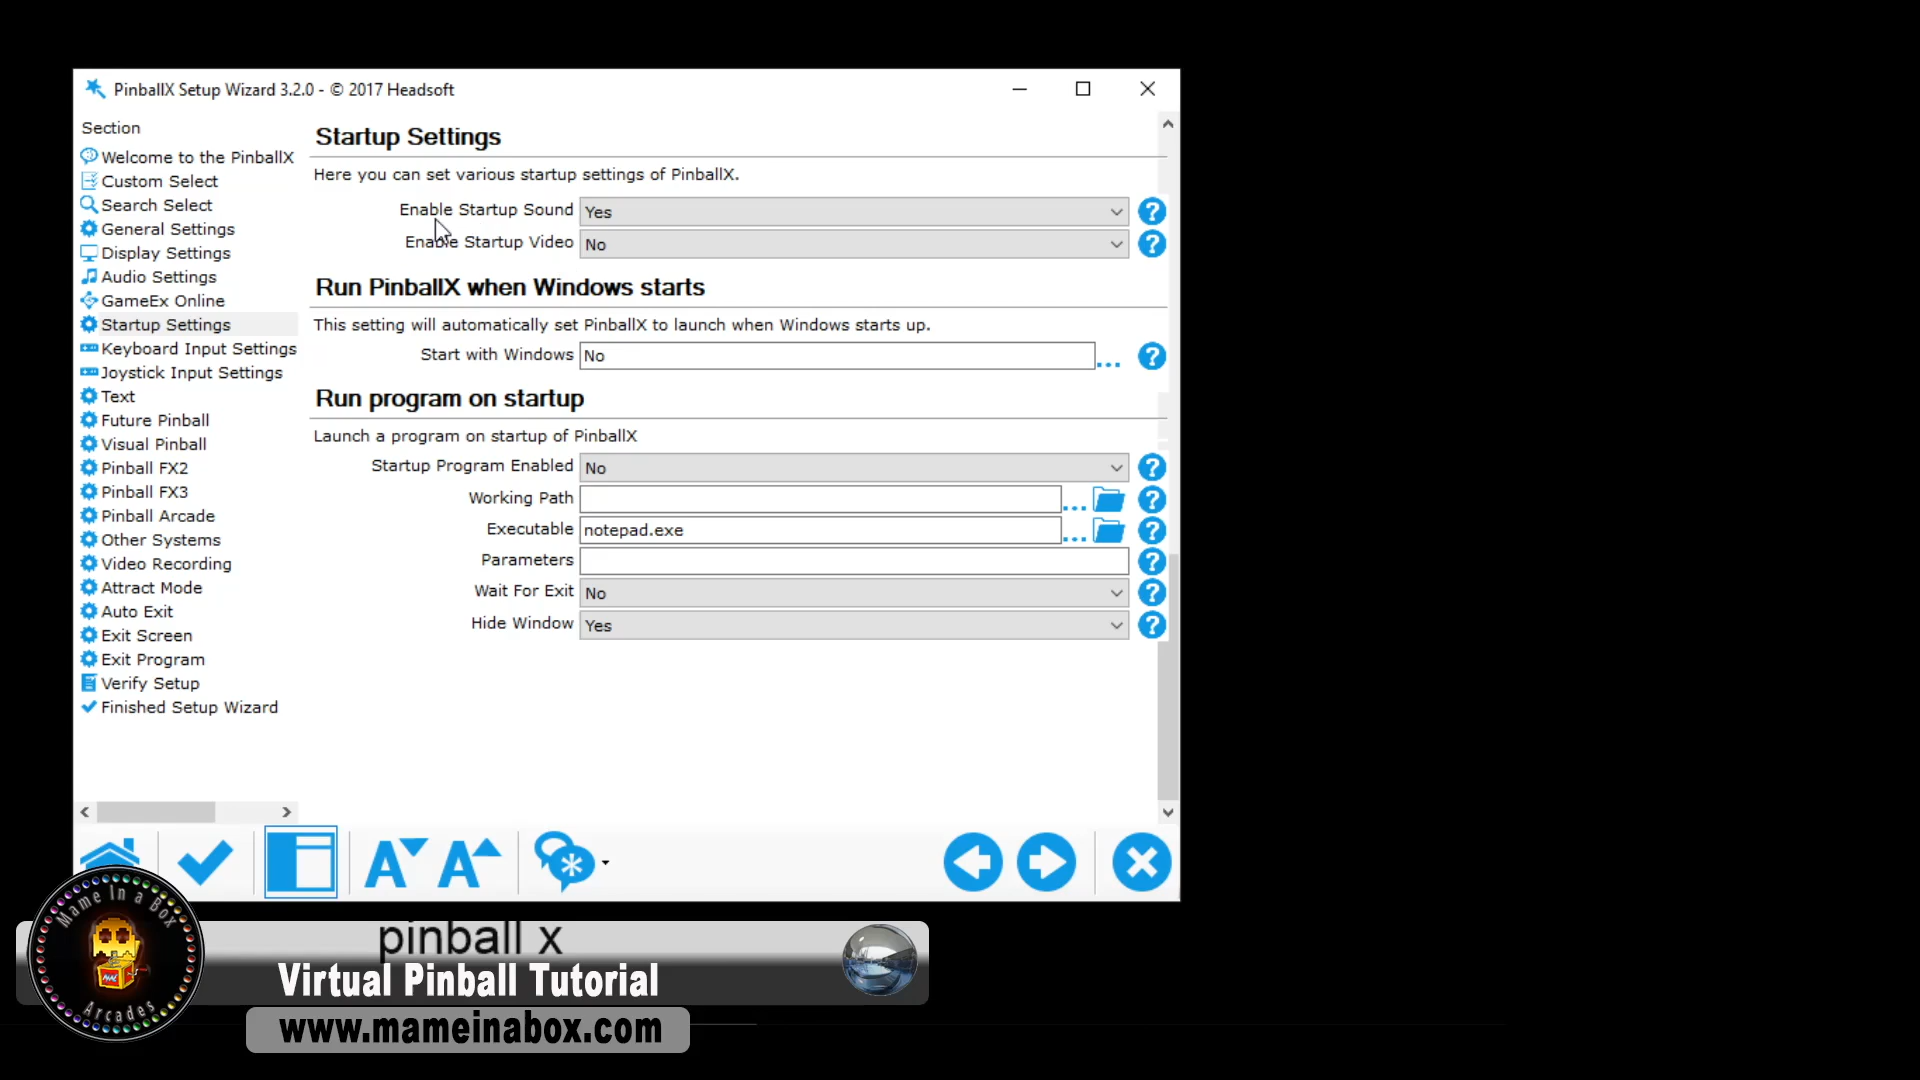 PinballX Setup Wizard 3.2.0 - © 2017 Headsoft
Section
Welcome to the PinballX
Custom Select
Search Select
General Settings
Display Settings
Audio Settings
GameEx Online
Startup Settings
Keyboard Input Settings
Joystick Input Settings
Text
Future Pinball
Visual Pinball
Pinball FX2
Pinball FX3
Pinball Arcade
Other Systems
Video Recording
Attract Mode
Auto Exit
Exit Screen
Exit Program
Verify Setup
Finished Setup Wizard
Startup Settings
Here you can set various startup settings of PinballX.
Enable Startup Sound Yes
Enable Startup Video No
Run PinballX when Windows starts
This setting will automatically set PinballX to launch when Windows starts up.
Start with Windows No ...
Run program on startup
Launch a program on startup of PinballX
Startup Program Enabled No
Working Path ...
Executable notepad.exe ...
Parameters
Wait For Exit No
Hide Window Yes
A A
Mame In a Box
Arcades
pinball x
Virtual Pinball Tutorial
www.mameinabox.com